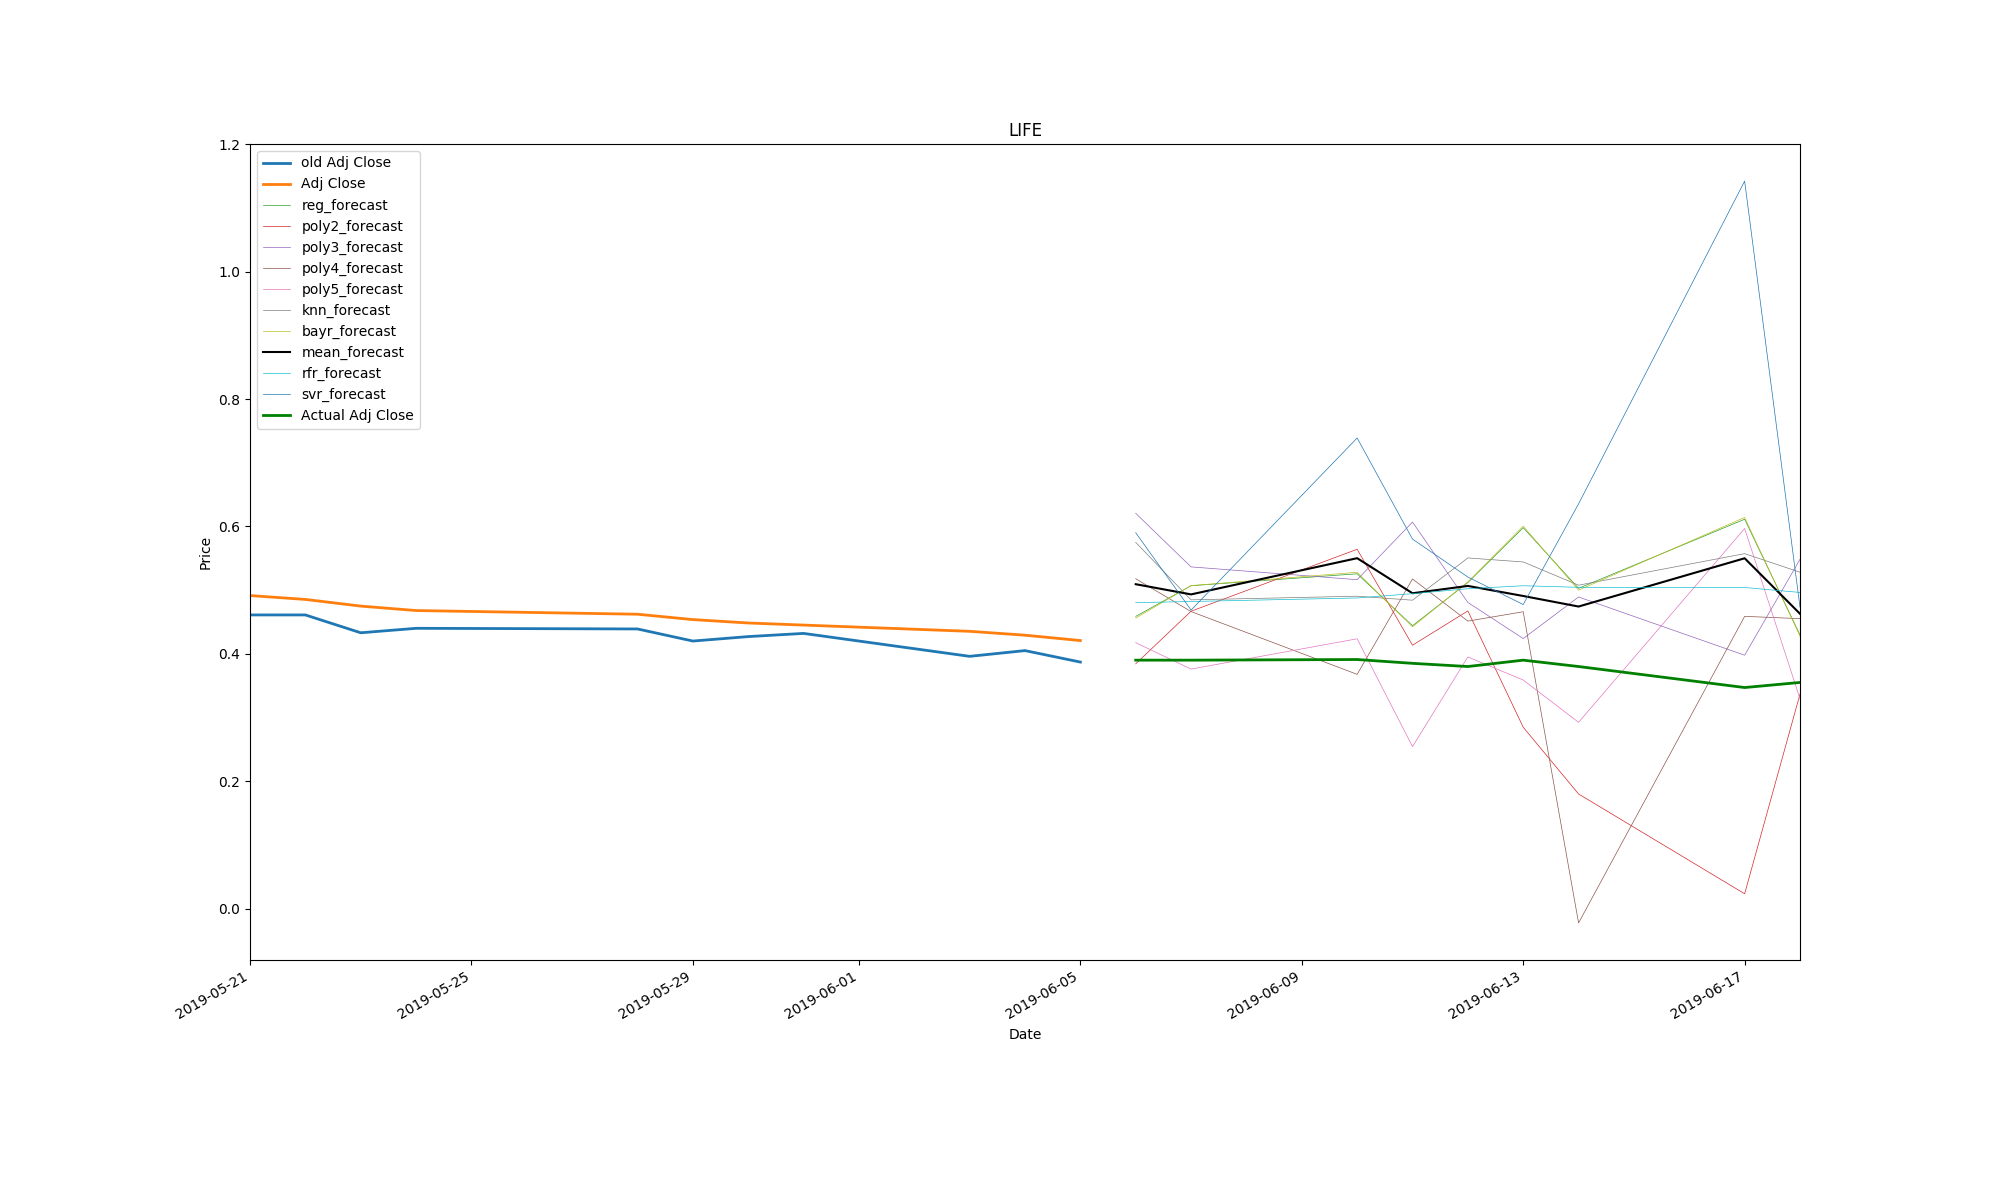 LIFE
1.2
1.0
0.8
0.6
0.4
0.2
0.0
Price
old Adj Close
Adj Close
reg_forecast
poly2_forecast
poly3_forecast
poly4_forecast
poly5_forecast
knn_forecast
bayr_forecast
mean_forecast
rfr_forecast
svr_forecast
Actual Adj Close
2019-05-21
2019-05-25
2019-05-29
2019-06-01
2019-06-05
2019-06-09
2019-06-13
2019-06-17
Date